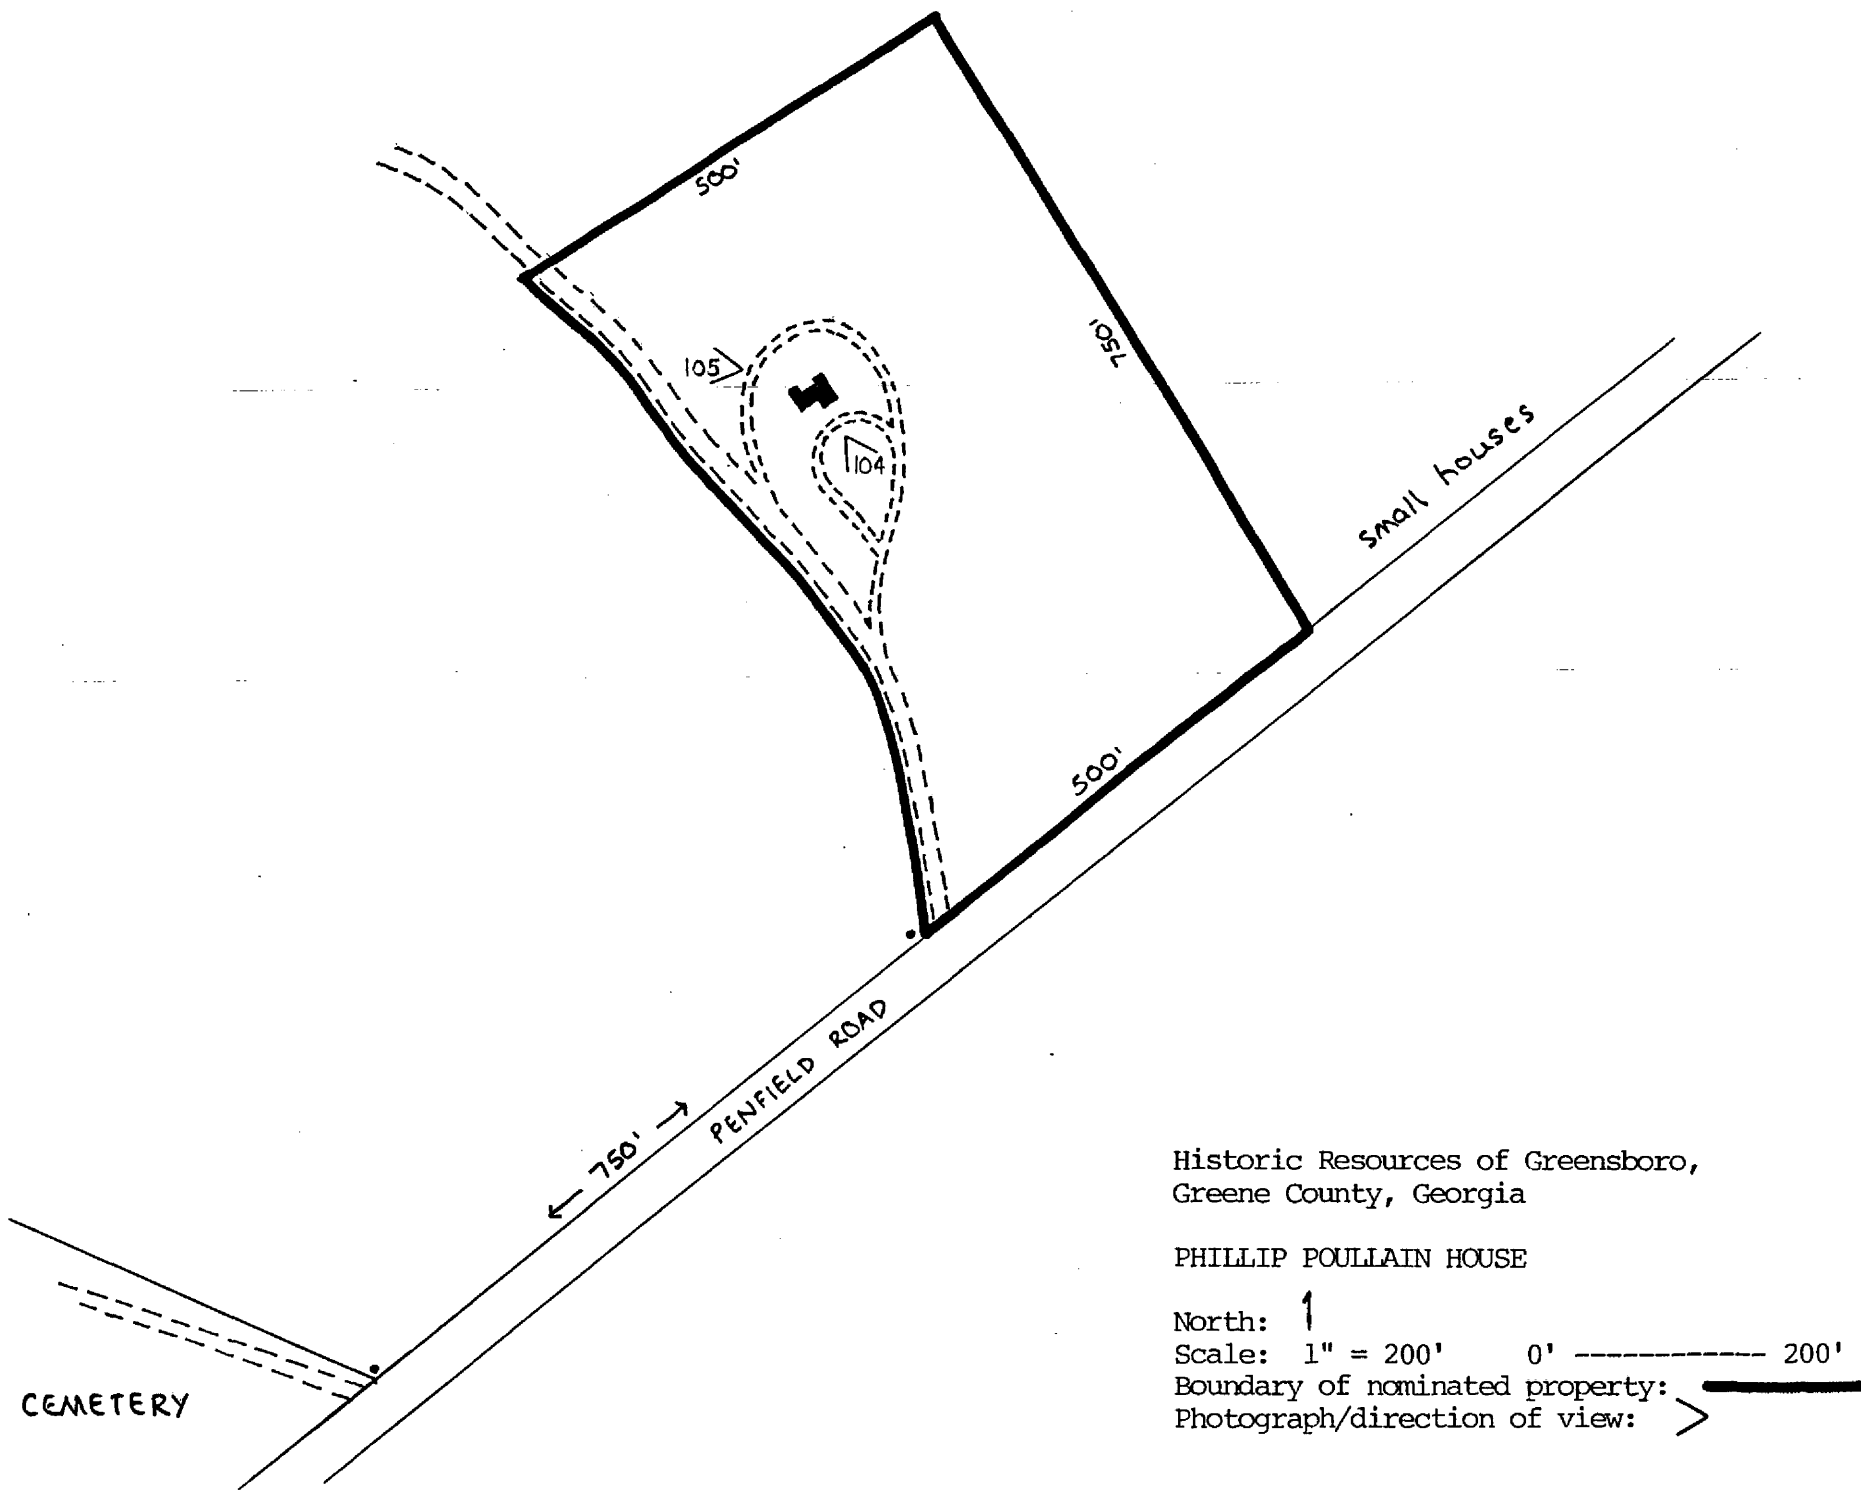 500'
750'
105
104
small houses
500'
PENFIELD ROAD
← 750' →
CEMETERY
Historic Resources of Greensboro,
Greene County, Georgia
PHILLIP POULLAIN HOUSE
North:
Scale: 1" = 200' 0' ------------ 200'
Boundary of nominated property:
Photograph/direction of view: >